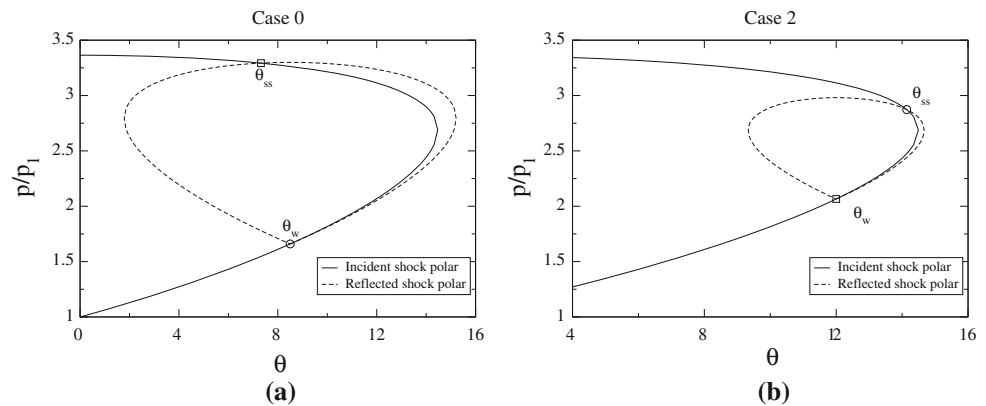 Case 0
3.5
3
2.5
2
1.5
1
p/p1
θss
θw
Incident shock polar
Reflected shock polar
0 4 8 12 16
θ
(a)
Case 2
3.5
3
2.5
2
1.5
1
p/p1
θss
θw
Incident shock polar
Reflected shock polar
4 8 12 16
θ
(b)